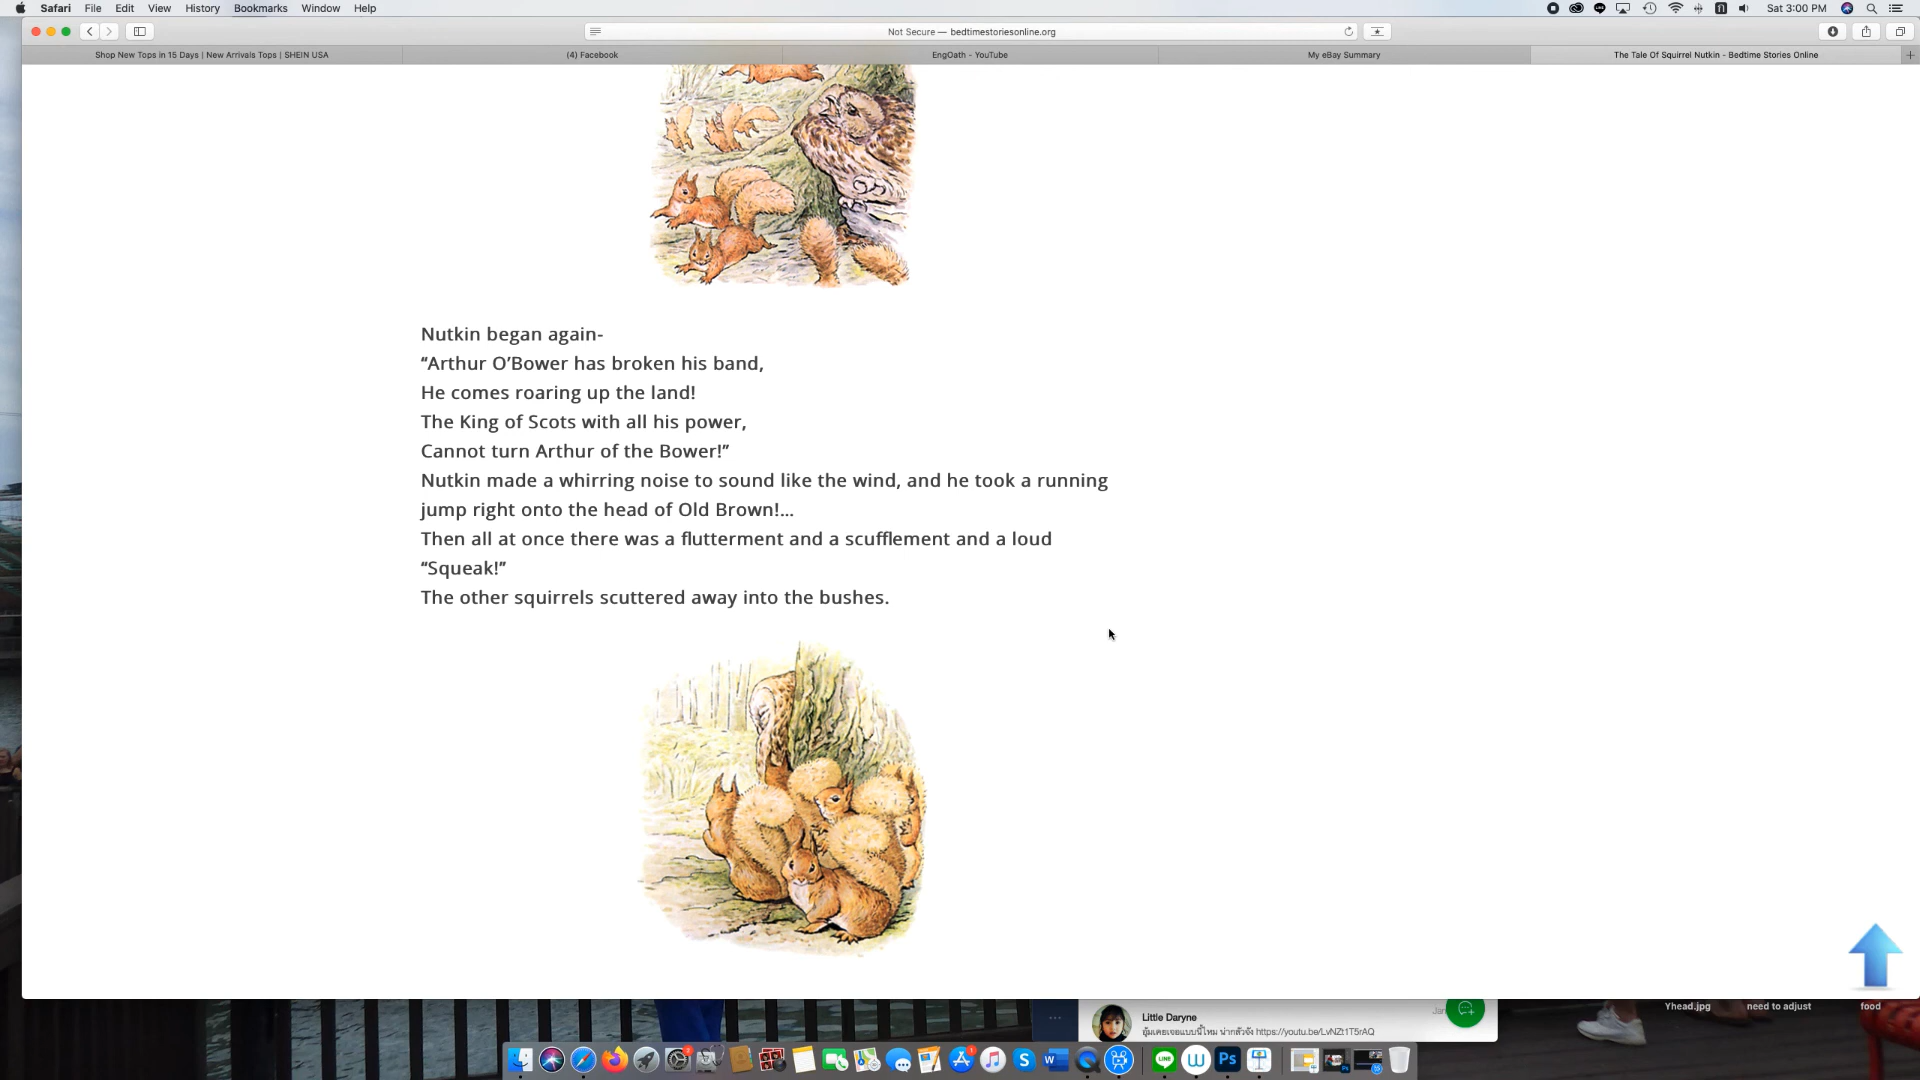 Safari File Edit View History Bookmarks Window Help Sat 3:00 PM
Not Secure — bedtimestoriesonline.org
Shop New Tops in 15 Days | New Arrivals Tops | SHEIN USA (4) Facebook EngOath - YouTube My eBay Summary The Tale Of Squirrel Nutkin - Bedtime Stories Online
Nutkin began again-
“Arthur O’Bower has broken his band,
He comes roaring up the land!
The King of Scots with all his power,
Cannot turn Arthur of the Bower!”
Nutkin made a whirring noise to sound like the wind, and he took a running
jump right onto the head of Old Brown!…
Then all at once there was a flutterment and a scufflement and a loud
“Squeak!”
The other squirrels scuttered away into the bushes.
Yhead.jpg need to adjust food
Little Daryne
https://youtu.be/LvNZt1T5rAQ
LINE W Ps